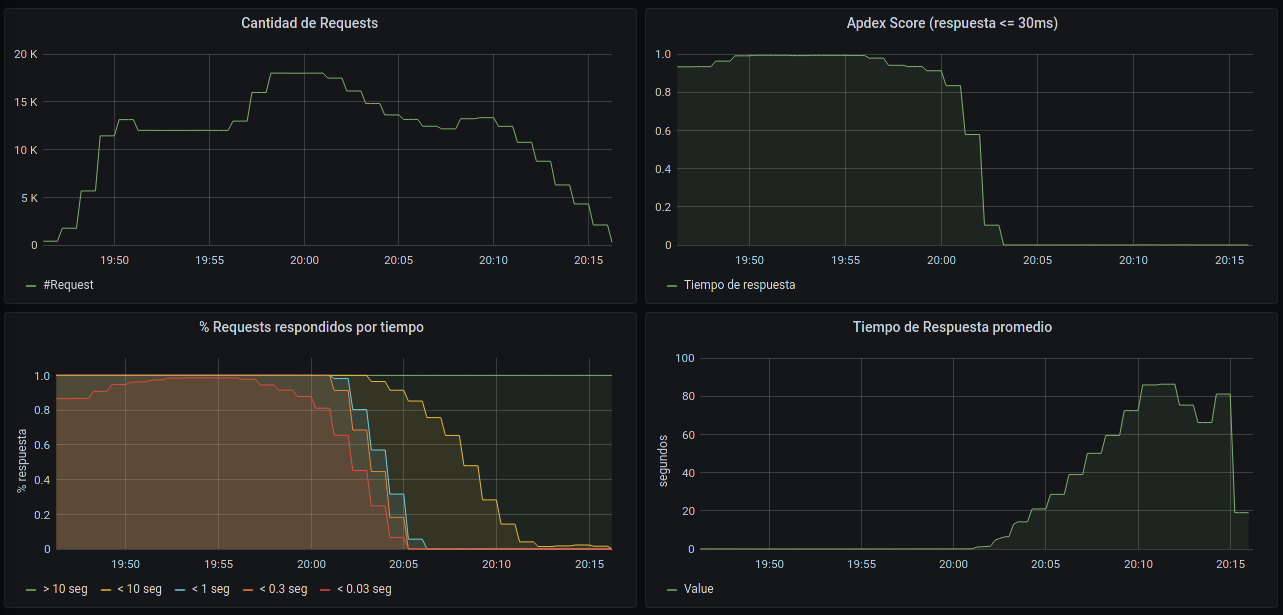 Cantidad de Requests
20 K
15 K
10 K
5 K
0
19:50 19:55 20:00 20:05 20:10 20:15
#Request
Apdex Score (respuesta <= 30ms)
1.0
0.8
0.6
0.4
0.2
0
19:50 19:55 20:00 20:05 20:10 20:15
Tiempo de respuesta
% Requests respondidos por tiempo
% respuesta
1.0
0.8
0.6
0.4
0.2
0
19:50 19:55 20:00 20:05 20:10 20:15
> 10 seg < 10 seg < 1 seg < 0.3 seg < 0.03 seg
Tiempo de Respuesta promedio
segundos
100
80
60
40
20
0
19:50 19:55 20:00 20:05 20:10 20:15
Value